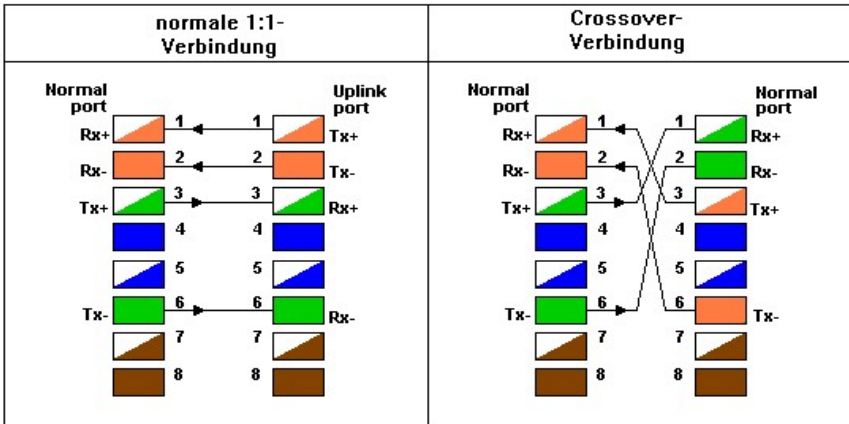 normale 1:1-
Verbindung
Normal
port
Uplink
port
Rx+ 1 1 Tx+
Rx- 2 2 Tx-
Tx+ 3 3 Rx+
4 4
5 5
Tx- 6 6 Rx-
7 7
8 8
Crossover-
Verbindung
Normal
port
Normal
port
Rx+ 1 1 Rx+
Rx- 2 2 Rx-
Tx+ 3 3 Tx+
4 4
5 5
Tx- 6 6 Tx-
7 7
8 8